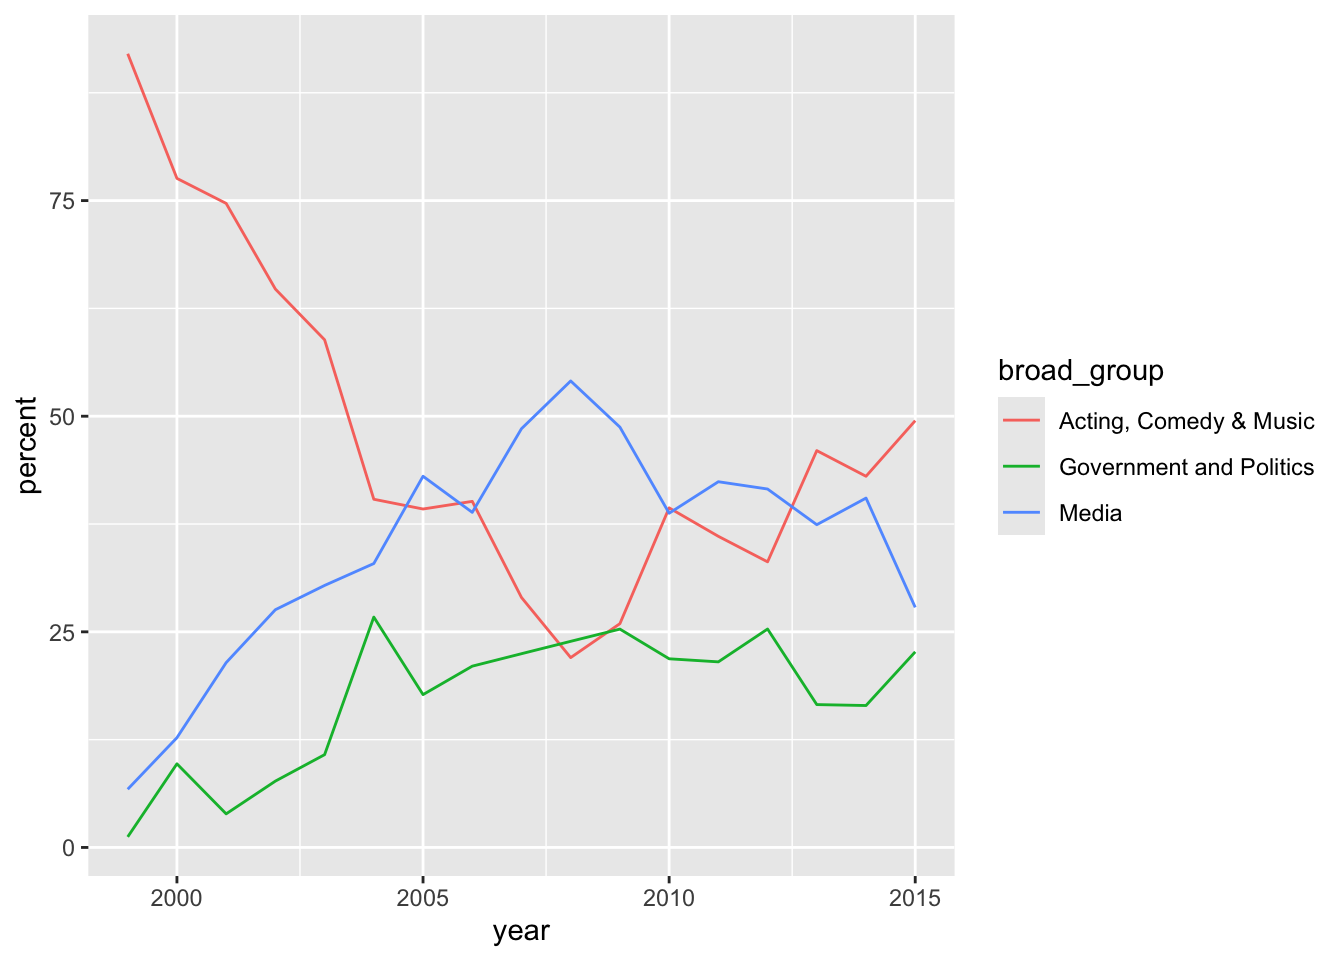 percent
75
50
25
0
2000 2005 2010 2015
year
broad_group
Acting, Comedy & Music
Government and Politics
Media